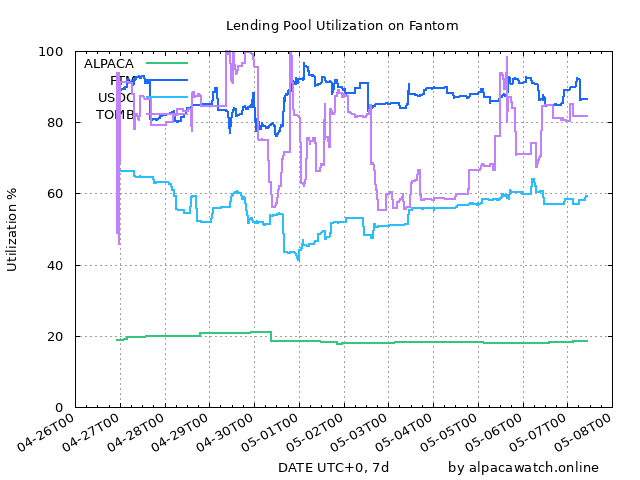 Lending Pool Utilization on Fantom
Utilization %
100
80
60
40
20
0
ALPACA
FTM
USDC
TOMB
04-26T00
04-27T00
04-28T00
04-29T00
04-30T00
05-01T00
05-02T00
05-03T00
05-04T00
05-05T00
05-06T00
05-07T00
05-08T00
DATE UTC+0, 7d
by alpacawatch.online